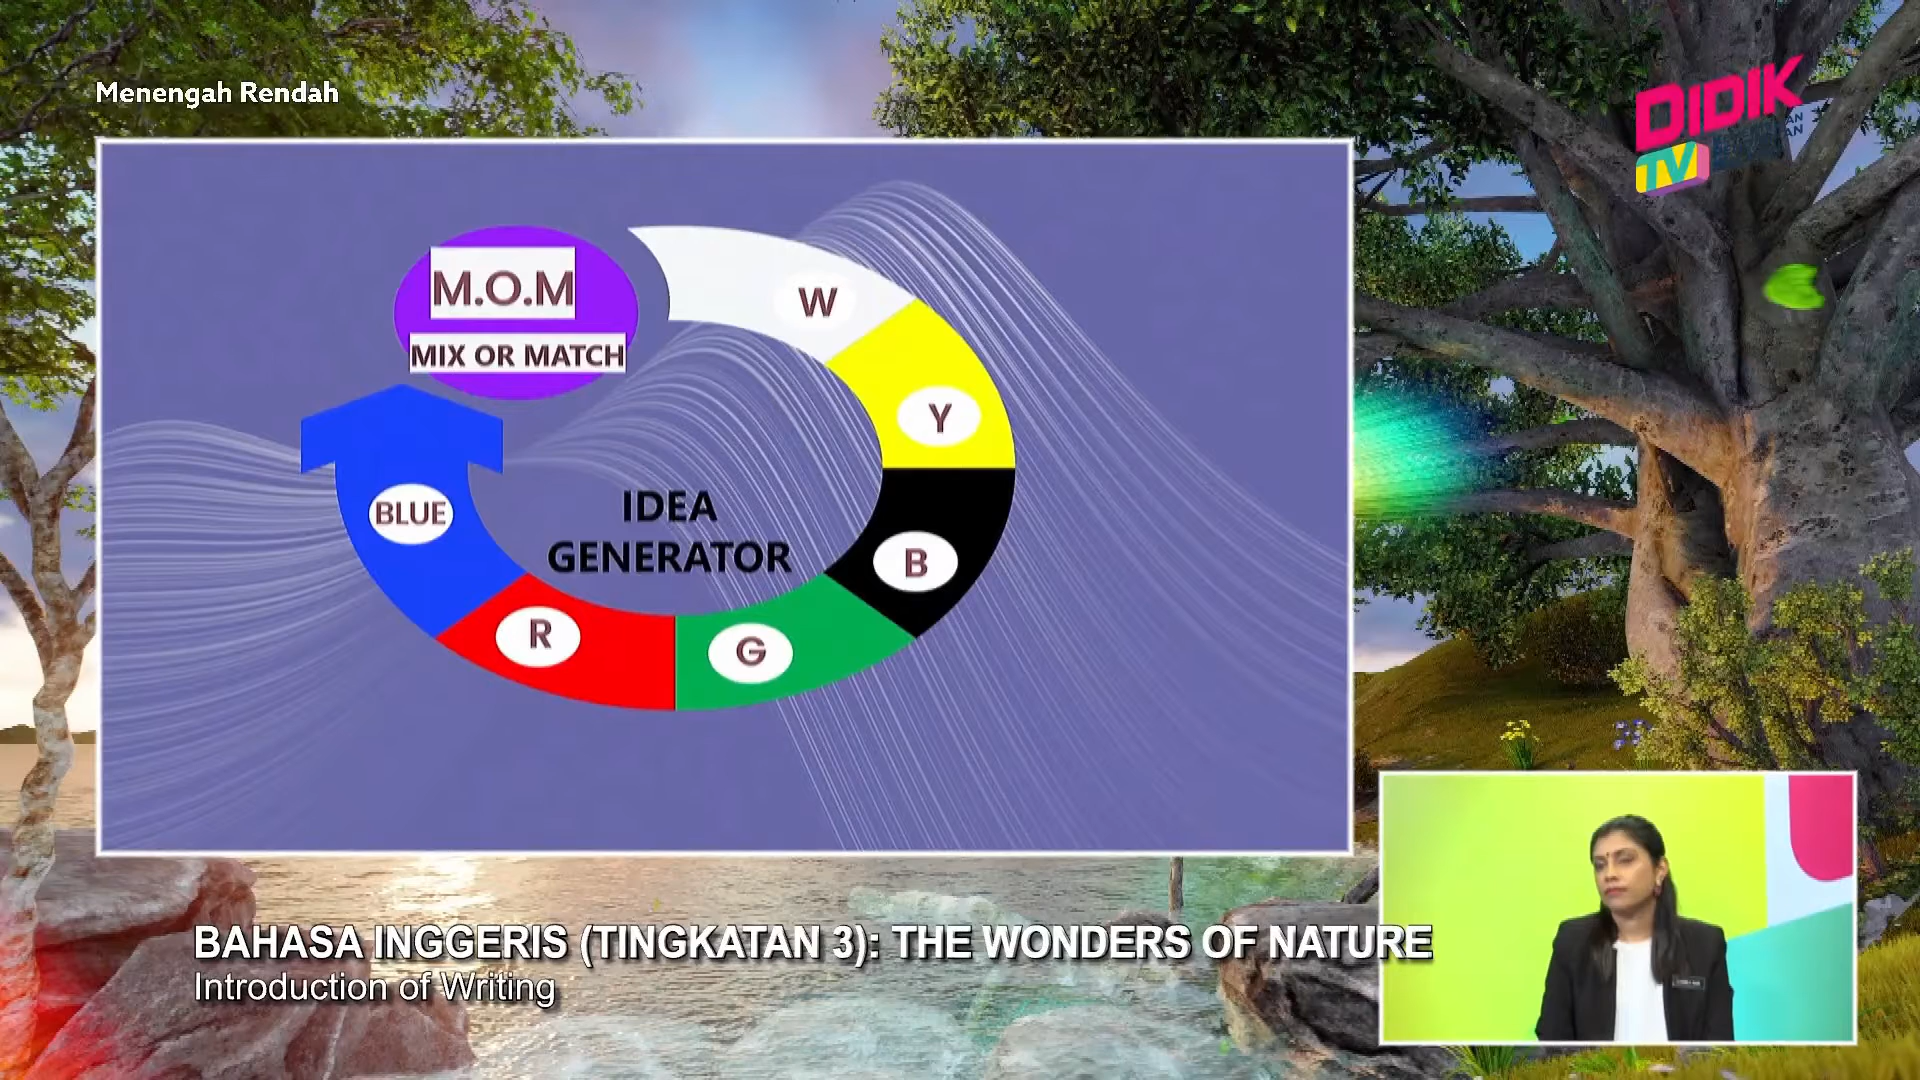 Menengah Rendah
DIDIK
TV
M.O.M
MIX OR MATCH
W
Y
B
G
R
BLUE
IDEA
GENERATOR
BAHASA INGGERIS (TINGKATAN 3): THE WONDERS OF NATURE
Introduction of Writing